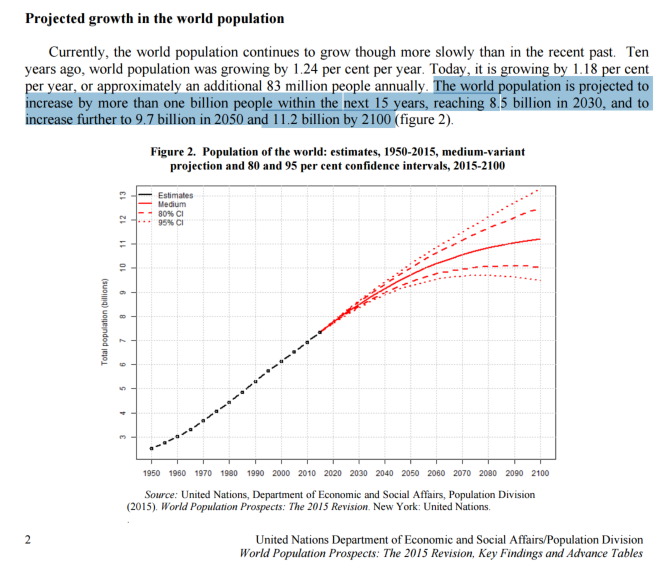 Projected growth in the world population
Currently, the world population continues to grow though more slowly than in the recent past. Ten
years ago, world population was growing by 1.24 per cent per year. Today, it is growing by 1.18 per cent
per year, or approximately an additional 83 million people annually. The world population is projected to
increase by more than one billion people within the next 15 years, reaching 8.5 billion in 2030, and to
increase further to 9.7 billion in 2050 and 11.2 billion by 2100 (figure 2).
Figure 2. Population of the world: estimates, 1950-2015, medium-variant
projection and 80 and 95 per cent confidence intervals, 2015-2100
Estimates
Medium
80% CI
95% CI
Total population (billions)
13
12
11
10
9
8
7
6
5
4
3
1950 1960 1970 1980 1990 2000 2010 2020 2030 2040 2050 2060 2070 2080 2090 2100
Source: United Nations, Department of Economic and Social Affairs, Population Division
(2015). World Population Prospects: The 2015 Revision. New York: United Nations.
2 United Nations Department of Economic and Social Affairs/Population Division
World Population Prospects: The 2015 Revision, Key Findings and Advance Tables